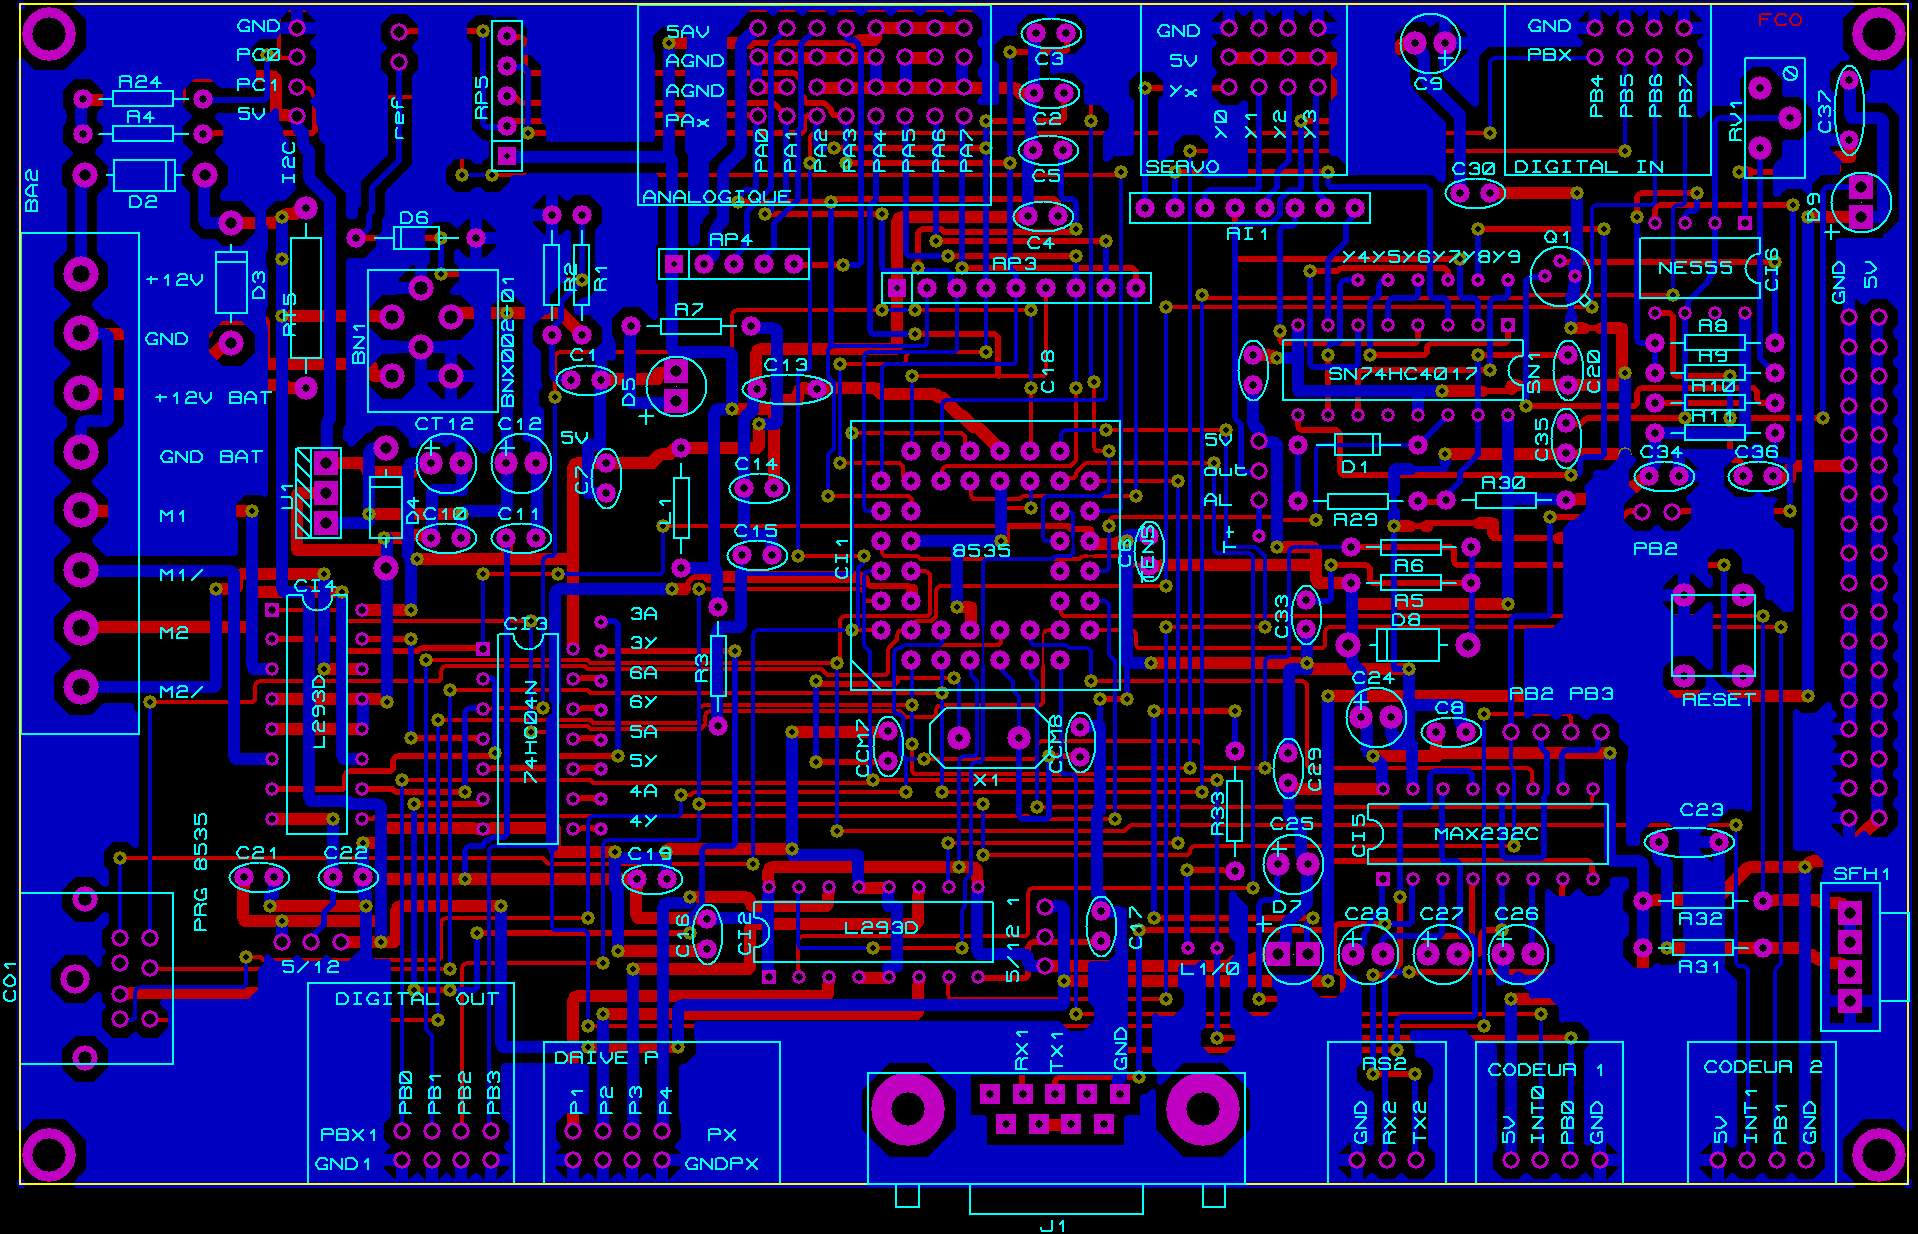 GND
PC0
PC1
5V
I2C
R24
R4
D2
BA2
ref
RP5
5AV
AGND
AGND
PAx
PA0 PA1 PA2 PA3 PA4 PA5 PA6 PA7
ANALOGIQUE
C3
C2
C5
C4
GND
5V
Yx
Y0 Y1 Y2 Y3
SERVO
C9
GND
PBX
PB4 PB5 PB6 PB7
DIGITAL IN
FC0
RV1
0
C37
C30
D9
RI1
D6
D3
RT5
BN1
BNX002-01
R2
R1
RP4
RP3
R7
Y4Y5Y6Y7Y8Y9
Q1
NE555
CI6
GND
5V
+12V
GND
+12V BAT
GND BAT
M1
M1/
M2
M2/
C1
D5
C13
C18
SN74HC4017
SN1
C20
R8
R9
R10
R11
CT12
C12
5V
C7
C14
C15
L1
U1
D4
C10
C11
CI1
8535
C6
TENS
5V
out
AL
T+
D1
R29
R30
C35
C34
C36
PB2
R6
R5
D8
C33
RESET
CI4
L293D
CI3
74HC04N
3A
3Y
6A
6Y
5A
5Y
4A
4Y
R3
CCM7
X1
CCM8
C24
C8
PB2 PB3
C29
R33
C25
CI5
MAX232C
C23
SFH1
PRG 8535
C21
C22
C19
C16
CI2
L293D
5/12 1
C17
L1/0
D7
C28
C27
C26
R32
R31
CO1
5/12
DIGITAL OUT
PB0 PB1 PB2 PB3
PBX1
GND1
DRIVE P
P1 P2 P3 P4
PX
GNDPX
RX1
TX1
GND
J1
RS2
GND RX2 TX2
CODEUR 1
5V INT0 PB0 GND
CODEUR 2
5V INT1 PB1 GND